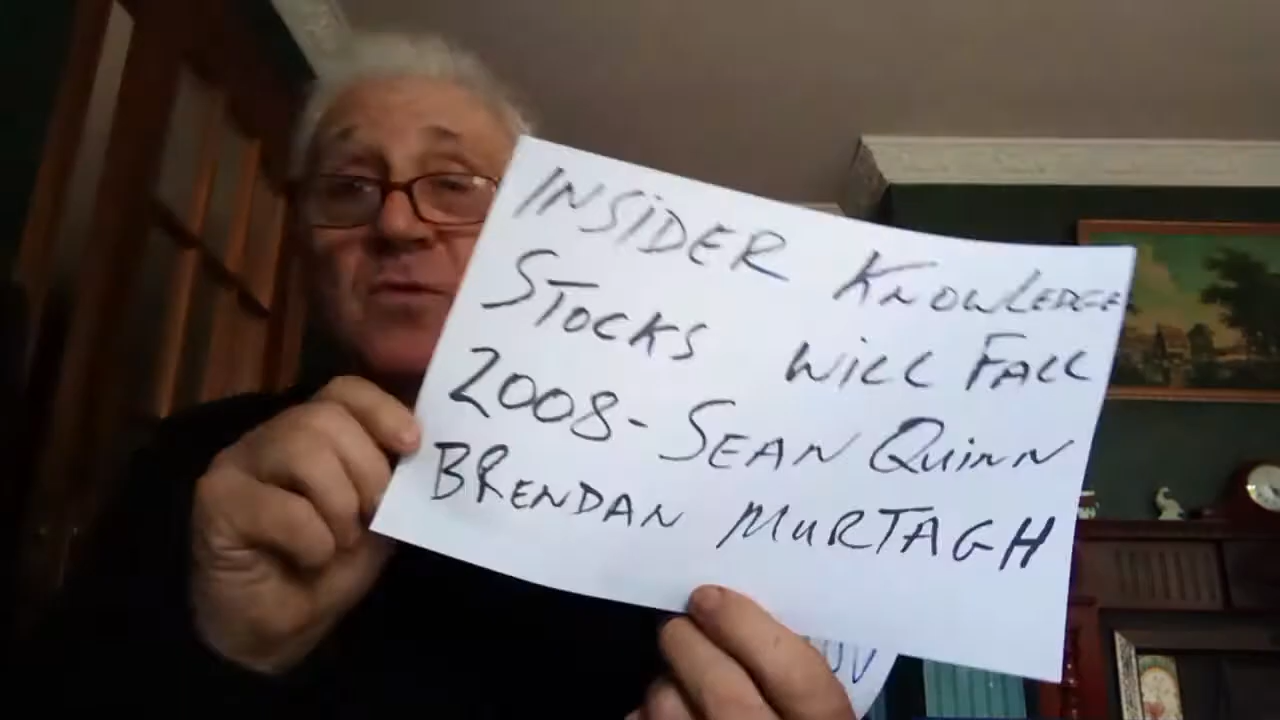 INSIDER KNOWLEDGE
STOCKS WILL FALL
2008-SEAN QUINN
BRENDAN MURTAGH